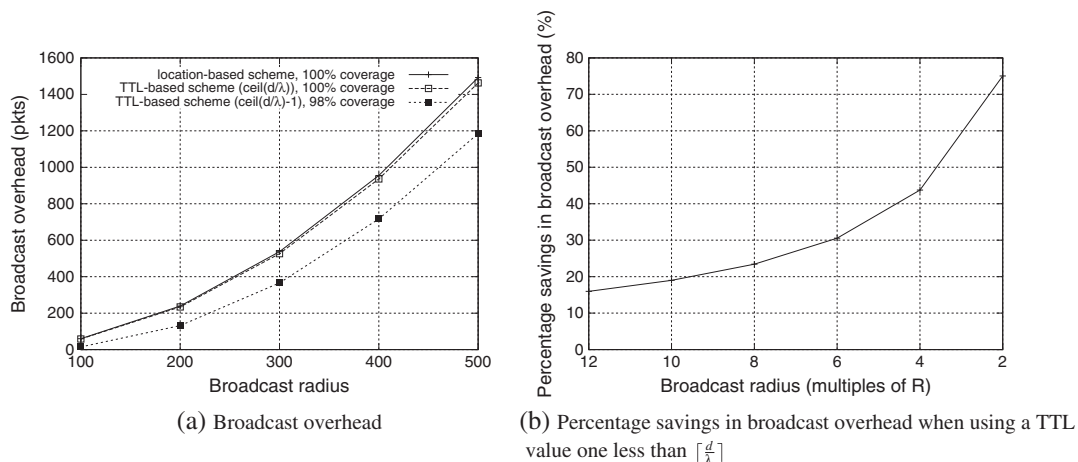 1600
1400
1200
1000
800
600
400
200
0
100
200
300
400
500
Broadcast overhead (pkts)
Broadcast radius
location-based scheme, 100% coverage
TTL-based scheme (ceil(d/λ)), 100% coverage
TTL-based scheme (ceil(d/λ)-1), 98% coverage
(a) Broadcast overhead
80
70
60
50
40
30
20
10
0
12
10
8
6
4
2
Percentage savings in broadcast overhead (%)
Broadcast radius (multiples of R)
(b) Percentage savings in broadcast overhead when using a TTL
value one less than ⌈d/λ⌉